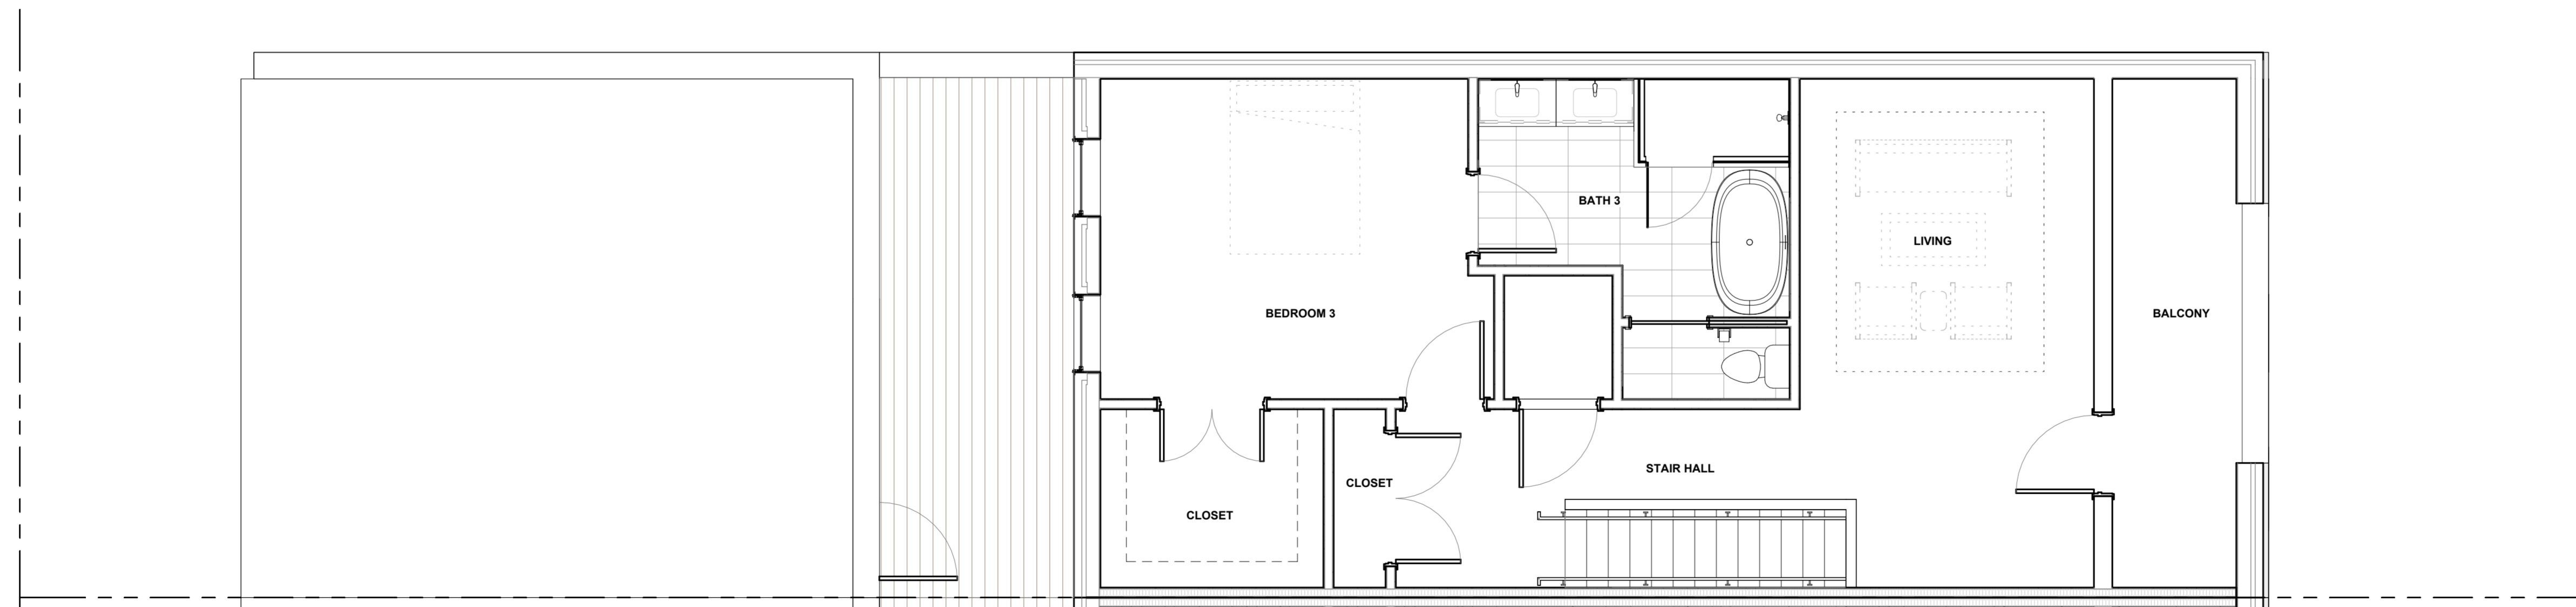 BATH 3
LIVING
BEDROOM 3
BALCONY
STAIR HALL
CLOSET
CLOSET